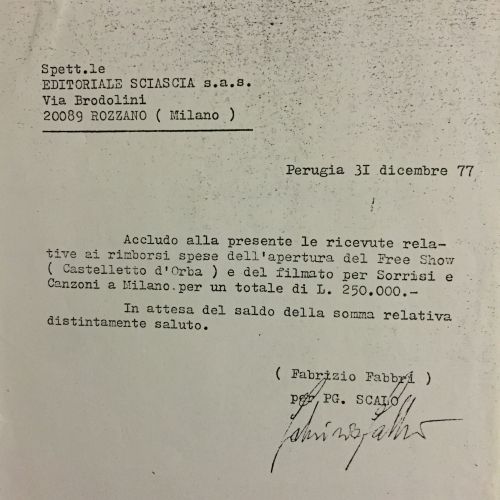 Spett.le
EDITORIALE SCIASCIA s.a.s.
Via Brodolini
20089 ROZZANO ( Milano )
Perugia 3I dicembre 77
Accludo alla presente le ricevute rela-
tive ai rimborsi spese dell'apertura del Free Show
( Castelletto d'Orba ) e del filmato per Sorrisi e
Canzoni a Milano.per un totale di L. 250.000.-
In attesa del saldo della somma relativa
distintamente saluto.
( Fabrizio Fabbri )
per PG. SCALO
Fabrizio Fabbri